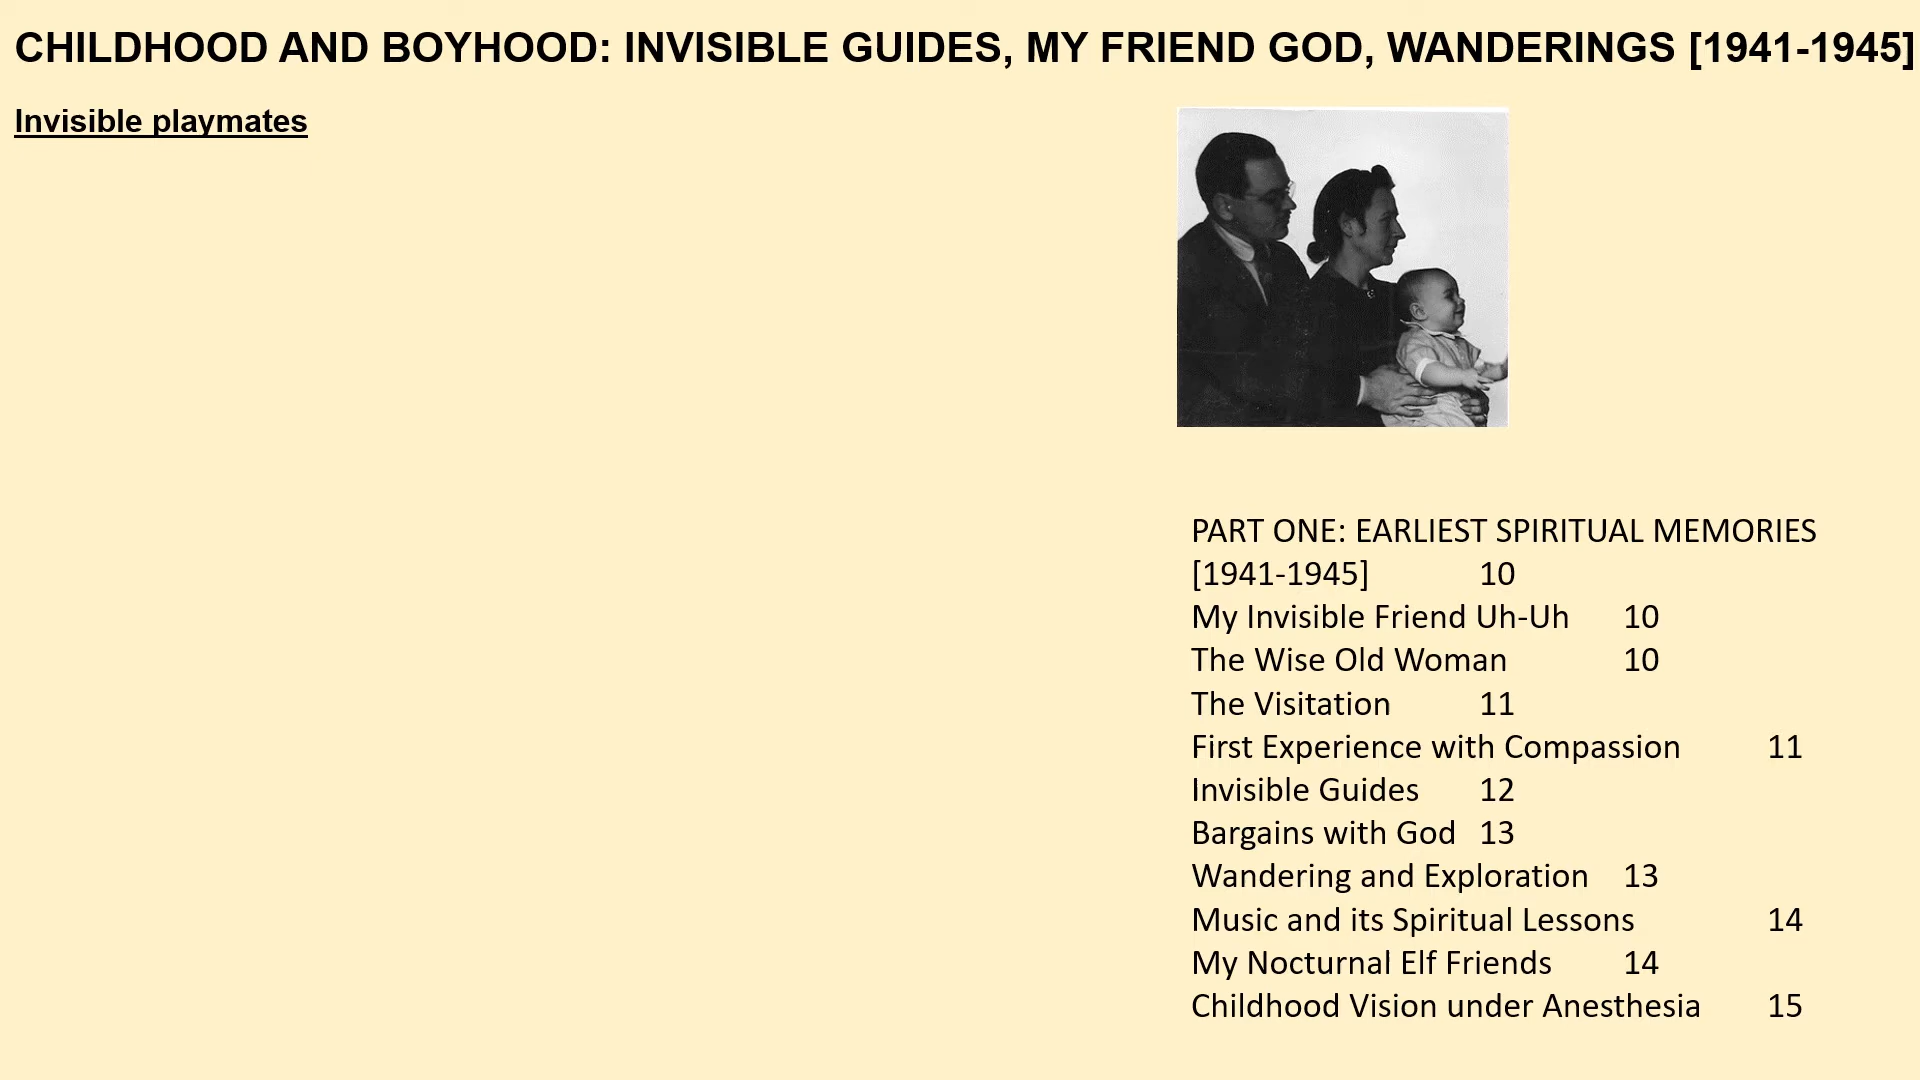 CHILDHOOD AND BOYHOOD: INVISIBLE GUIDES, MY FRIEND GOD, WANDERINGS [1941-1945]
Invisible playmates
PART ONE: EARLIEST SPIRITUAL MEMORIES
[1941-1945] 10
My Invisible Friend Uh-Uh 10
The Wise Old Woman 10
The Visitation 11
First Experience with Compassion 11
Invisible Guides 12
Bargains with God 13
Wandering and Exploration 13
Music and its Spiritual Lessons 14
My Nocturnal Elf Friends 14
Childhood Vision under Anesthesia 15